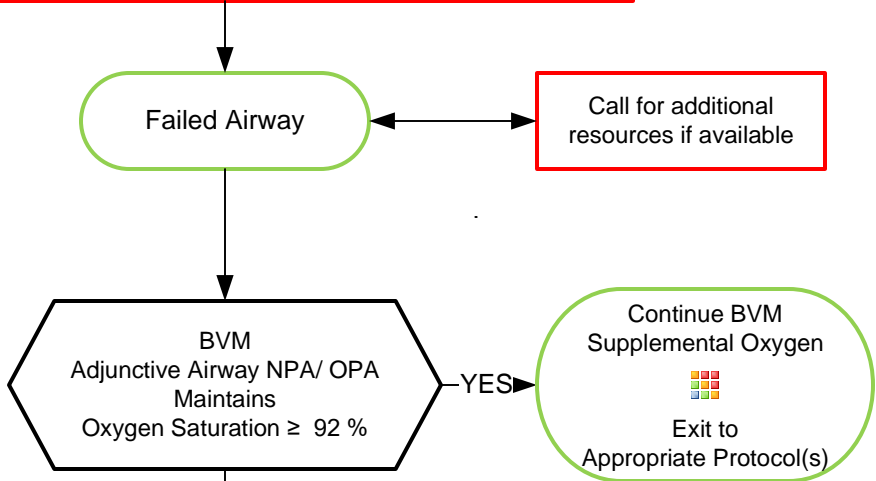 Failed Airway
Call for additional
resources if available
BVM
Adjunctive Airway NPA/ OPA
Maintains
Oxygen Saturation ≥ 92 %
YES
Continue BVM
Supplemental Oxygen
Exit to
Appropriate Protocol(s)